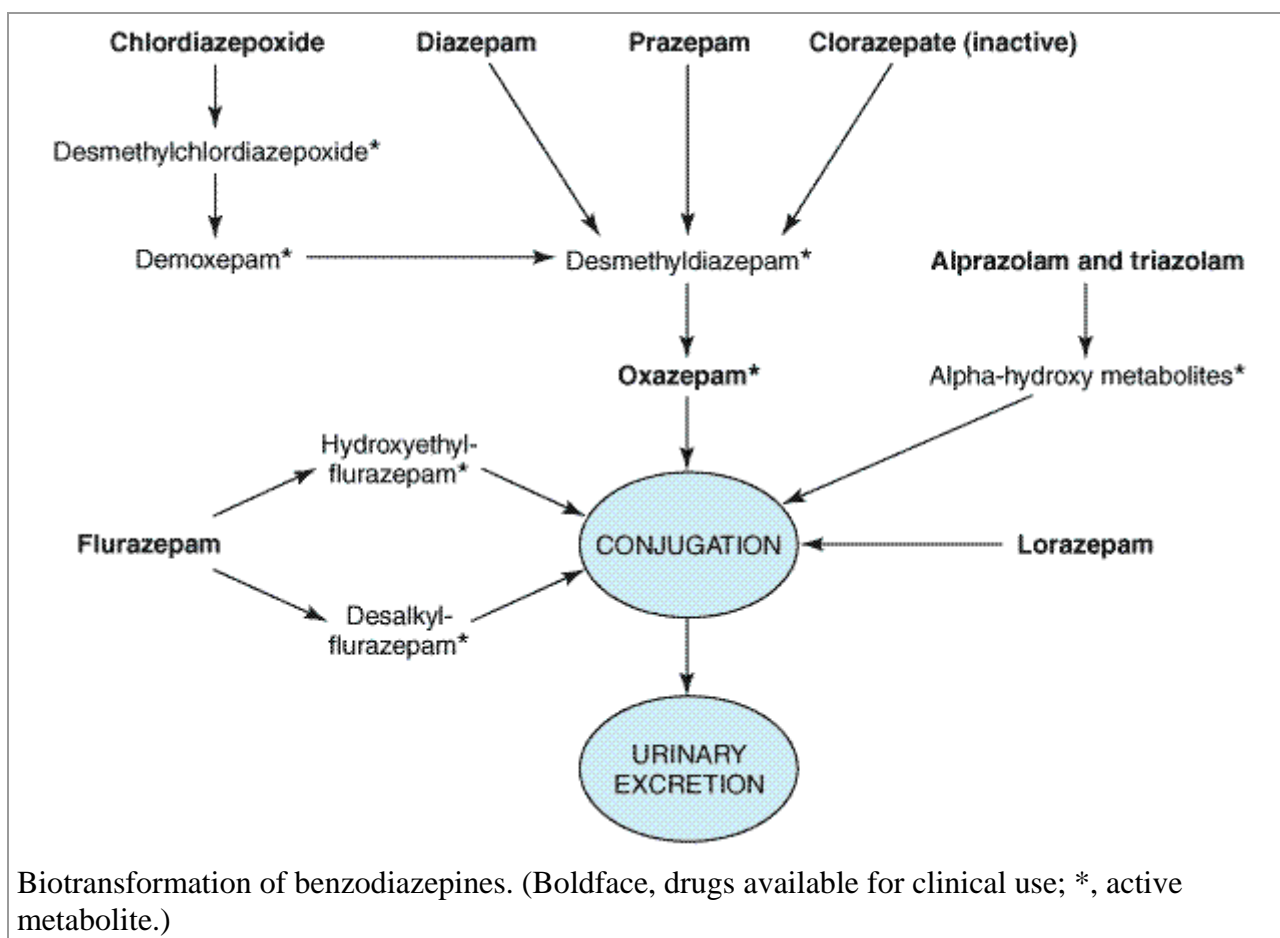 Chlordiazepoxide
Diazepam
Prazepam
Clorazepate (inactive)
Desmethylchlordiazepoxide*
Demoxepam*
Desmethyldiazepam*
Alprazolam and triazolam
Oxazepam*
Alpha-hydroxy metabolites*
Hydroxyethyl-
flurazepam*
Flurazepam
CONJUGATION
Lorazepam
Desalkyl-
flurazepam*
URINARY
EXCRETION
Biotransformation of benzodiazepines. (Boldface, drugs available for clinical use; *, active
metabolite.)